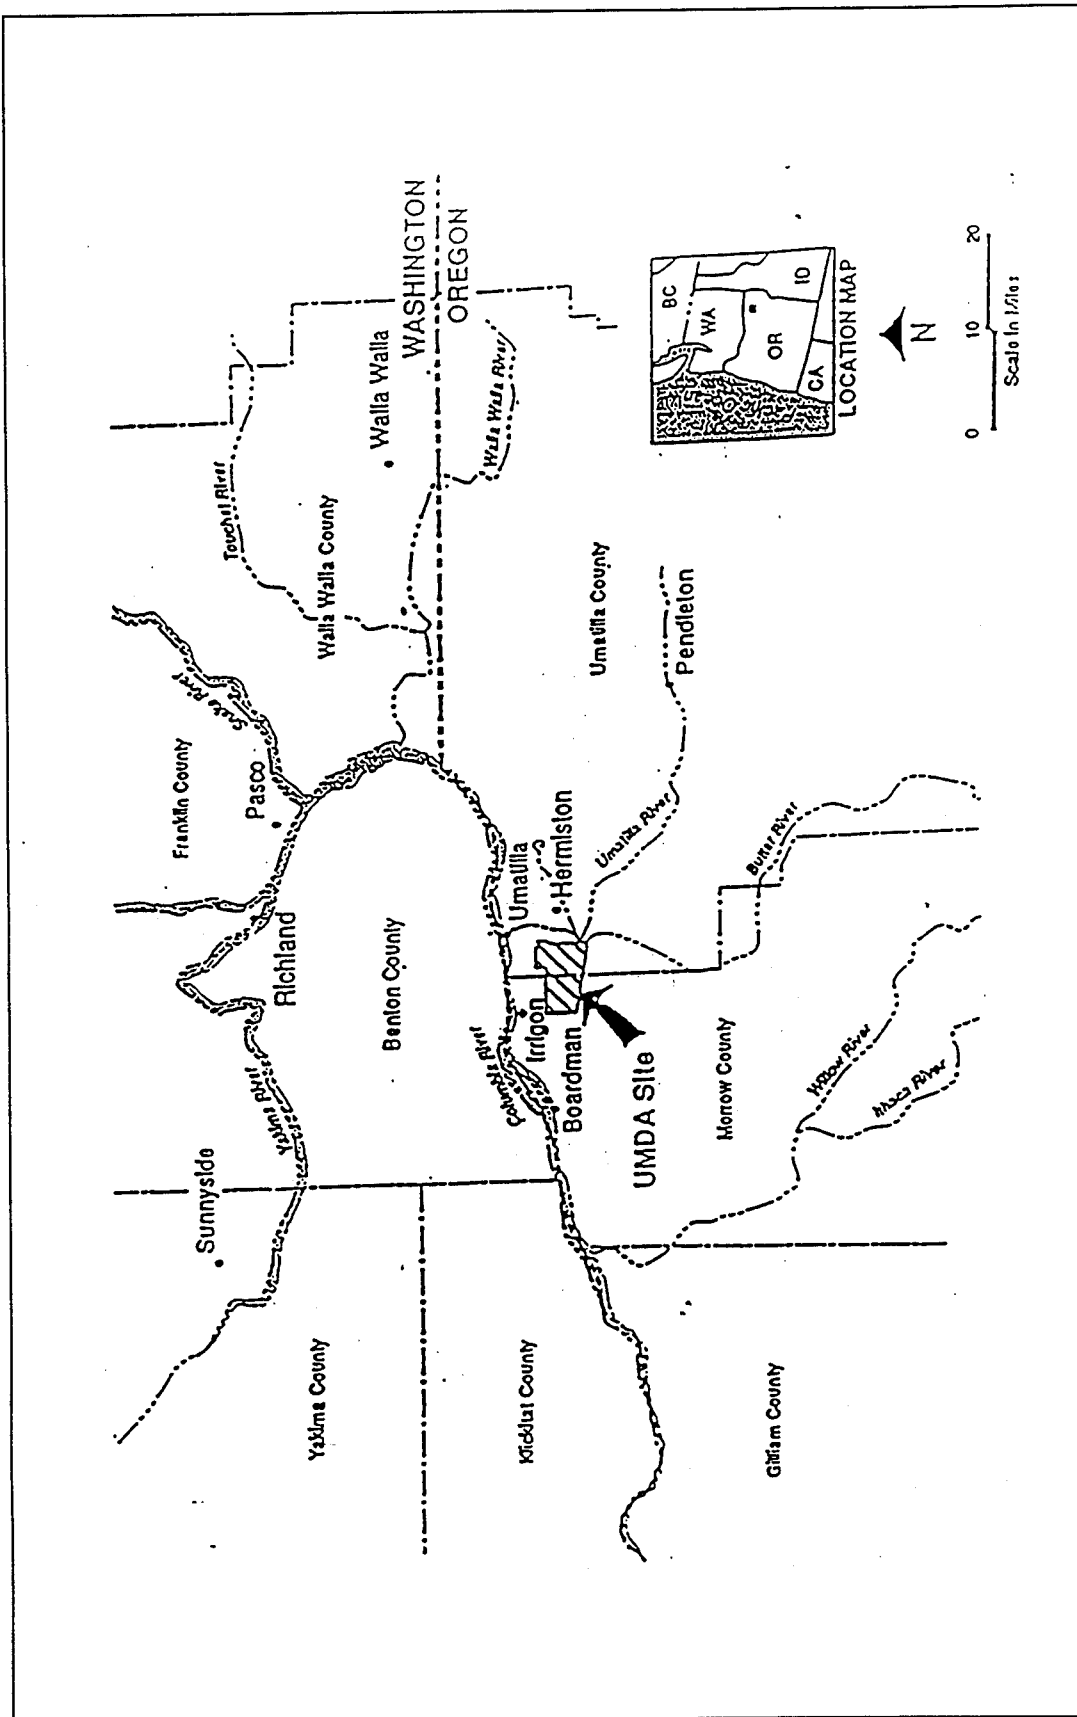 Franklin County
Snake River
Pasco
Touchet River
Walla Walla County
Walla Walla
Sunnyside
Yakima River
Richland
Benton County
WASHINGTON
OREGON
Walla Walla River
Yakima County
Klickitat County
Columbia River
Irrigon
Boardman
Umatilla
Hermiston
UMDA Site
Umatilla River
Umatilla County
Pendleton
Butter River
Morrow County
Willow River
Gilliam County
BC
WA
OR
ID
CA
LOCATION MAP
N
0 10 20
Scale in Miles